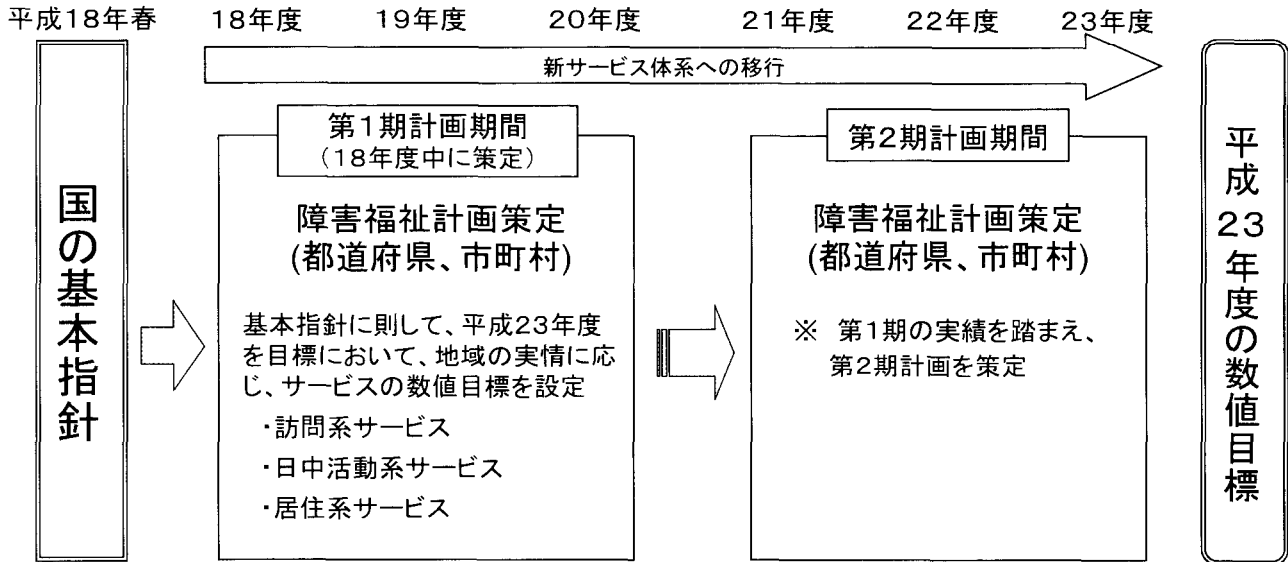 平成18年春 18年度 19年度 20年度 21年度 22年度 23年度
新サービス体系への移行
国の基本指針
第1期計画期間
(18年度中に策定)
障害福祉計画策定
(都道府県、市町村)
基本指針に則して、平成23年度
を目標において、地域の実情に応
じ、サービスの数値目標を設定
・訪問系サービス
・日中活動系サービス
・居住系サービス
第2期計画期間
障害福祉計画策定
(都道府県、市町村)
※ 第1期の実績を踏まえ、
第2期計画を策定
平成23年度の数値目標